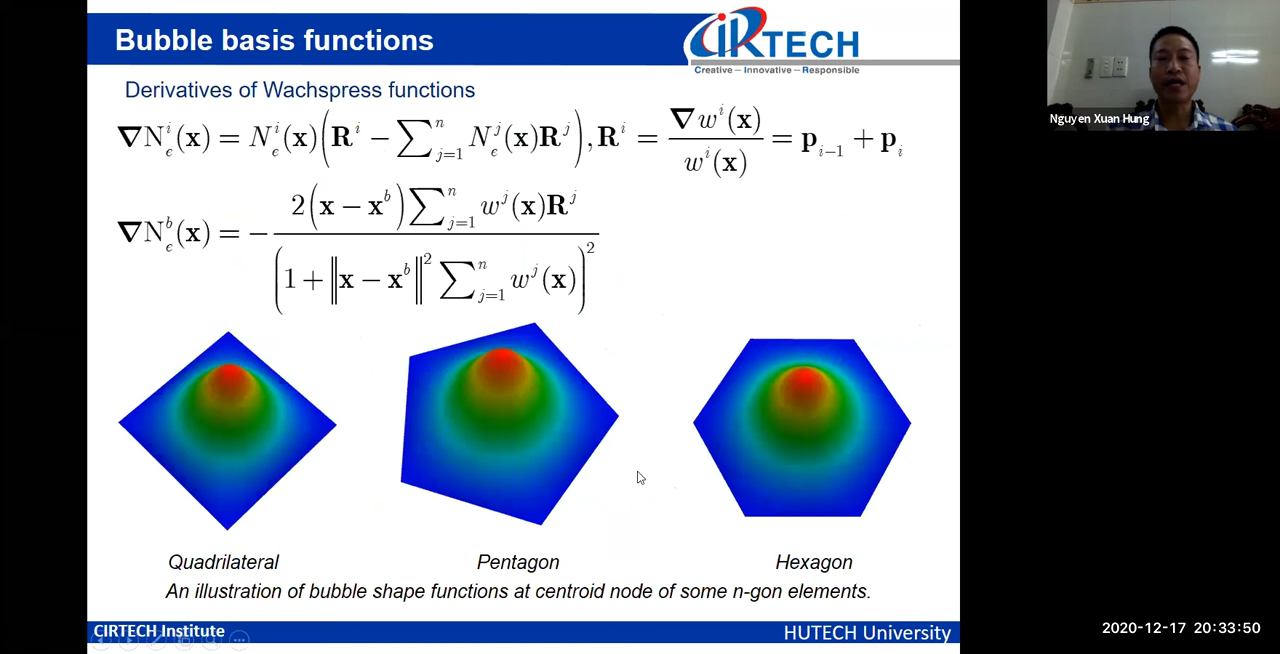 Bubble basis functions
CIRTECH
Creative – Innovative – Responsible
Nguyen Xuan Hung
Derivatives of Wachspress functions
∇N_e^i(x) = N_e^i(x)(R^i − ∑_{j=1}^n N_e^j(x)R^j), R^i = ∇w^i(x) / w^i(x) = p_{i−1} + p_i
∇N_e^b(x) = − 2(x − x^b)∑_{j=1}^n w^j(x)R^j / (1 + ‖x − x^b‖^2 ∑_{j=1}^n w^j(x))^2
Quadrilateral Pentagon Hexagon
An illustration of bubble shape functions at centroid node of some n-gon elements.
CIRTECH Institute HUTECH University
2020-12-17 20:33:50